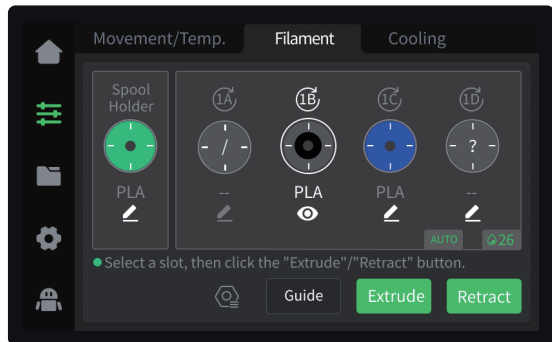 Movement/Temp. Filament Cooling
Spool
Holder
1A 1B 1C 1D
/ ?
PLA -- PLA PLA --
AUTO 26
Select a slot, then click the "Extrude"/"Retract" button.
Guide Extrude Retract